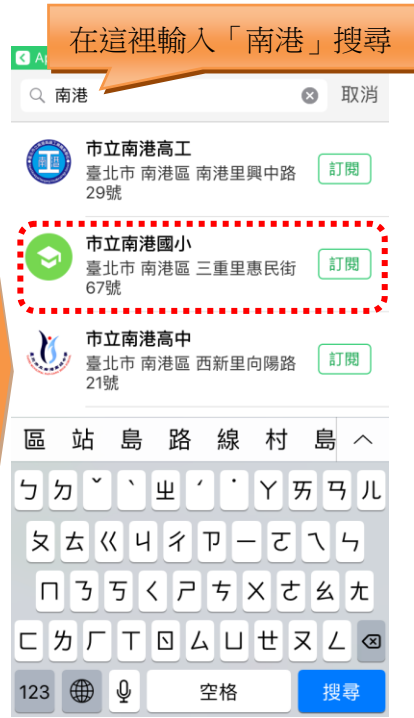 在這裡輸入「南港」搜尋
南港
取消
市立南港高工
臺北市 南港區 南港里興中路
29號
訂閱
市立南港國小
臺北市 南港區 三重里惠民街
67號
訂閱
市立南港高中
臺北市 南港區 西新里向陽路
21號
訂閱
區 站 島 路 線 村 島
ㄅ ㄉ ˇ ˋ ㄓ ˊ ˙ ㄚ ㄞ ㄢ ㄦ
ㄆ ㄊ ㄍ ㄐ ㄔ ㄗ ㄧ ㄛ ㄟ ㄣ
ㄇ ㄋ ㄎ ㄑ ㄕ ㄘ ㄨ ㄜ ㄠ ㄤ
ㄈ ㄌ ㄏ ㄒ ㄖ ㄙ ㄩ ㄝ ㄡ ㄥ
123 空格 搜尋